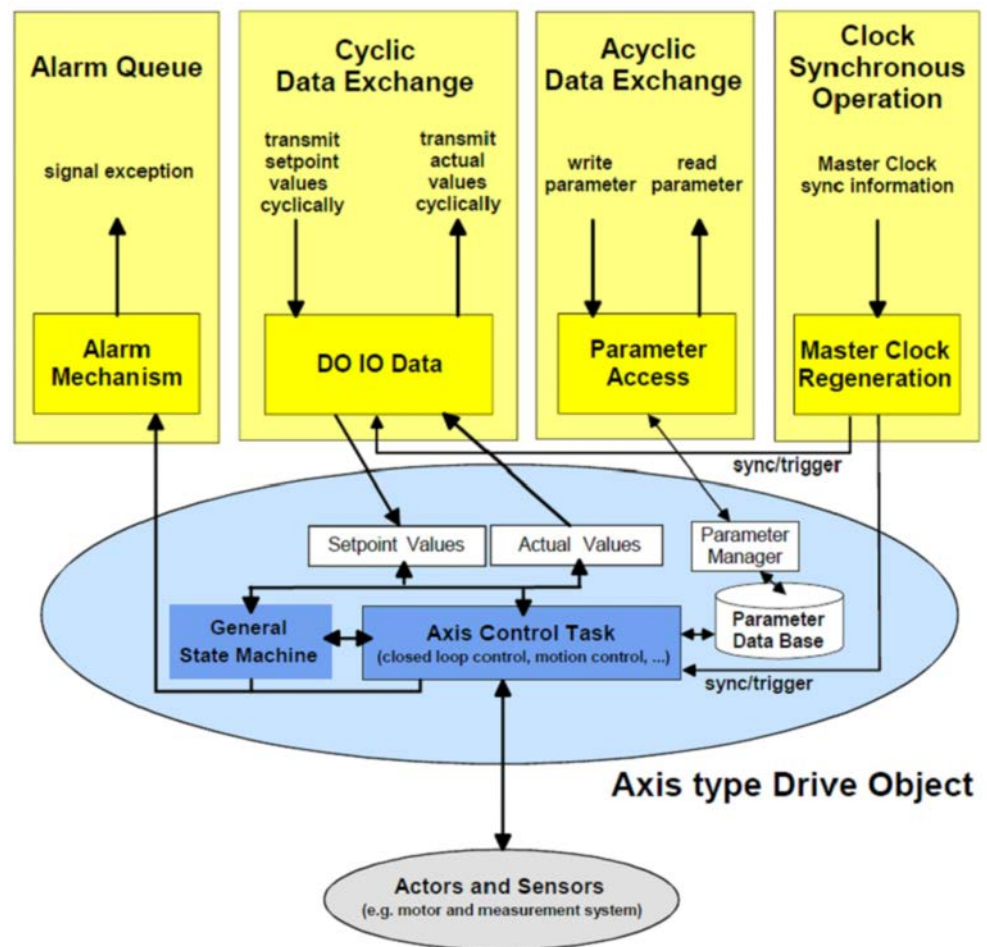 Alarm Queue
signal exception
Alarm
Mechanism
Cyclic
Data Exchange
transmit
setpoint
values
cyclically
transmit
actual
values
cyclically
DO IO Data
Acyclic
Data Exchange
write
parameter
read
parameter
Parameter
Access
Clock
Synchronous
Operation
Master Clock
sync information
Master Clock
Regeneration
sync/trigger
Setpoint Values
Actual Values
Parameter
Manager
General
State Machine
Axis Control Task
(closed loop control, motion control, ...)
Parameter
Data Base
sync/trigger
Axis type Drive Object
Actors and Sensors
(e.g. motor and measurement system)